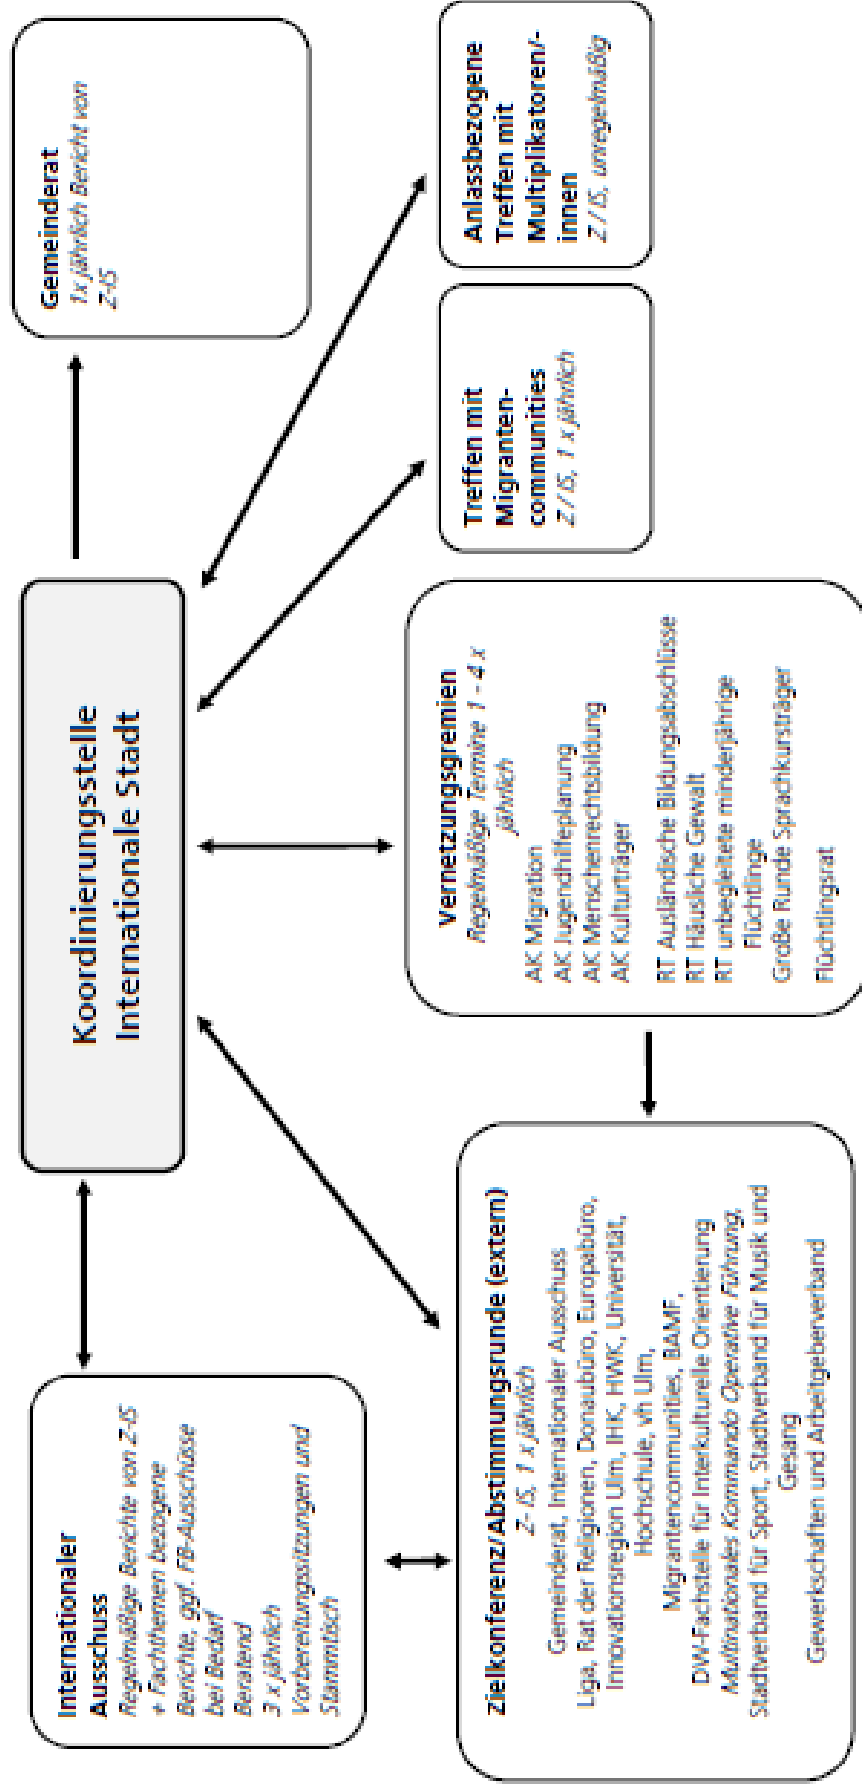 Koordinierungsstelle
Internationale Stadt
Internationaler
Ausschuss
Regelmäßige Berichte von Z-IS
+ Fachthemen bezogene
Berichte, ggf. FB-Ausschüsse
bei Bedarf
Beratend
3 x jährlich
Vorbereitungssitzungen und
Stammtisch
Gemeinderat
1x jährlich Bericht von
Z-IS
Zielkonferenz/Abstimmungsrunde (extern)
Z- IS, 1 x jährlich
Gemeinderat, Internationaler Ausschuss
Liga, Rat der Religionen, Donaubüro, Europabüro,
Innovationsregion Ulm, IHK, HWK, Universität,
Hochschule, vh Ulm,
Migrantencommunities, BAMF,
DW-Fachstelle für Interkulturelle Orientierung
Multinationales Kommando Operative Führung,
Stadtverband für Sport, Stadtverband für Musik und
Gesang
Gewerkschaften und Arbeitgeberverband
Vernetzungsgremien
Regelmäßige Termine 1 - 4 x
jährlich
AK Migration
AK Jugendhilfeplanung
AK Menschenrechtsbildung
AK Kulturträger
RT Ausländische Bildungsabschlüsse
RT Häusliche Gewalt
RT unbegleitete minderjährige
Flüchtlinge
Große Runde Sprachkursträger
Flüchtlingsrat
Treffen mit
Migranten-
communities
Z / IS, 1 x jährlich
Anlassbezogene
Treffen mit
Multiplikatoren/-
innen
Z / IS, unregelmäßig